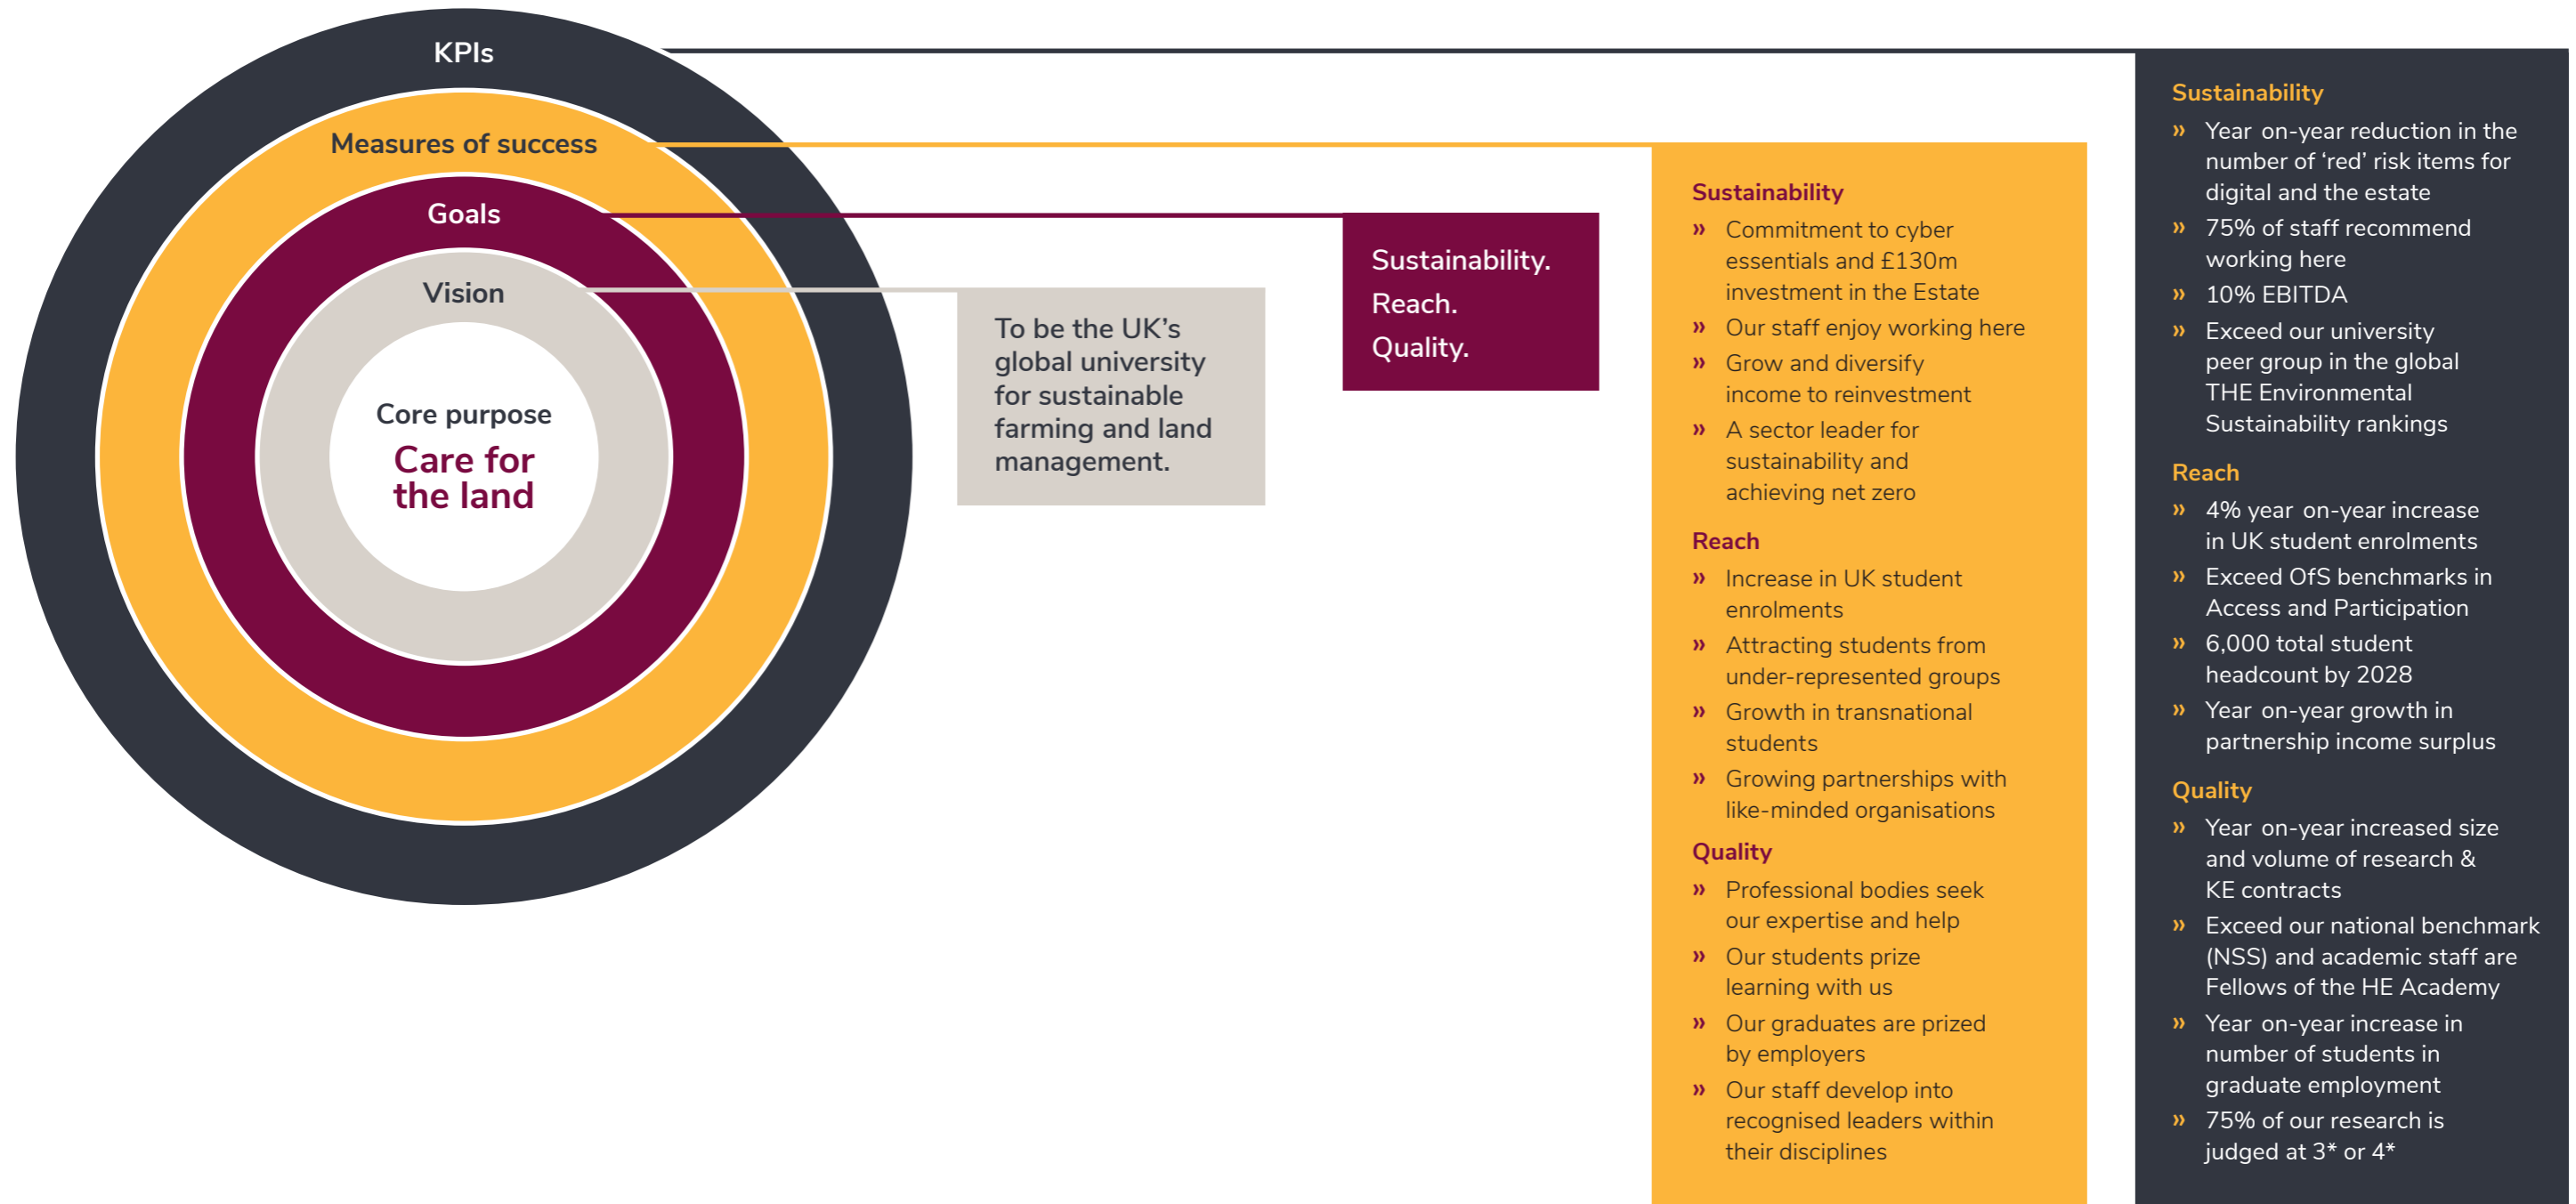 KPIs
Measures of success
Goals
Vision
Core purpose
Care for
the land
To be the UK's
global university
for sustainable
farming and land
management.
Sustainability.
Reach.
Quality.
Sustainability
» Commitment to cyber
essentials and £130m
investment in the Estate
» Our staff enjoy working here
» Grow and diversify
income to reinvestment
» A sector leader for
sustainability and
achieving net zero
Reach
» Increase in UK student
enrolments
» Attracting students from
under-represented groups
» Growth in transnational
students
» Growing partnerships with
like-minded organisations
Quality
» Professional bodies seek
our expertise and help
» Our students prize
learning with us
» Our graduates are prized
by employers
» Our staff develop into
recognised leaders within
their disciplines
Sustainability
» Year on-year reduction in the
number of ‘red’ risk items for
digital and the estate
» 75% of staff recommend
working here
» 10% EBITDA
» Exceed our university
peer group in the global
THE Environmental
Sustainability rankings
Reach
» 4% year on-year increase
in UK student enrolments
» Exceed OfS benchmarks in
Access and Participation
» 6,000 total student
headcount by 2028
» Year on-year growth in
partnership income surplus
Quality
» Year on-year increased size
and volume of research &
KE contracts
» Exceed our national benchmark
(NSS) and academic staff are
Fellows of the HE Academy
» Year on-year increase in
number of students in
graduate employment
» 75% of our research is
judged at 3* or 4*